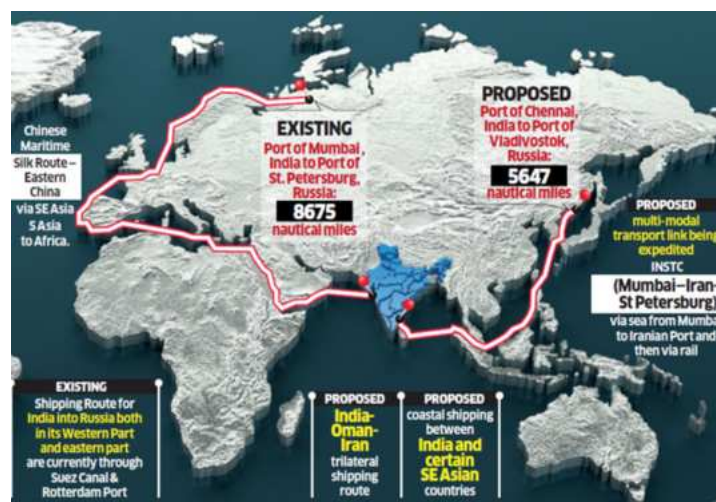 Chinese
Maritime
Silk Route –
Eastern
China
via SE Asia
S Asia
to Africa.
EXISTING
Port of Mumbai,
India to Port of
St. Petersburg,
Russia:
8675
nautical miles
PROPOSED
Port of Chennai,
India to Port of
Vladivostok,
Russia:
5647
nautical miles
PROPOSED
multi-modal
transport link being
expedited
INSTC
(Mumbai–Iran–
St Petersburg)
via sea from Mumbai
to Iranian Port and
then via rail
EXISTING
Shipping Route for
India into Russia both
in its Western Part
and eastern part
are currently through
Suez Canal &
Rotterdam Port
PROPOSED
India-
Oman-
Iran
trilateral
shipping
route
PROPOSED
coastal shipping
between
India and
certain
SE Asian
countries